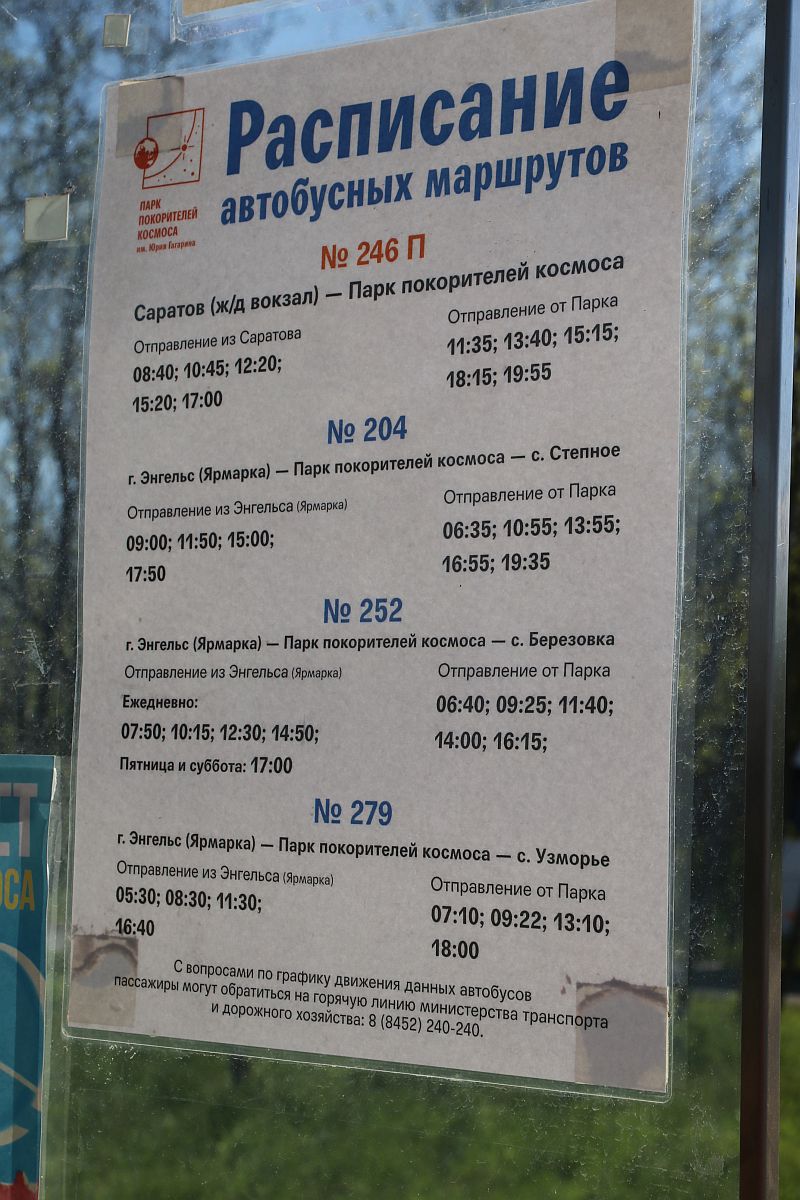 ПАРК
ПОКОРИТЕЛЕЙ
КОСМОСА
им. Юрия Гагарина
Расписание
автобусных маршрутов
№ 246 П
Саратов (ж/д вокзал) — Парк покорителей космоса
Отправление из Саратова
08:40; 10:45; 12:20;
15:20; 17:00
Отправление от Парка
11:35; 13:40; 15:15;
18:15; 19:55
№ 204
г. Энгельс (Ярмарка) — Парк покорителей космоса — с. Степное
Отправление из Энгельса (Ярмарка)
09:00; 11:50; 15:00;
17:50
Отправление от Парка
06:35; 10:55; 13:55;
16:55; 19:35
№ 252
г. Энгельс (Ярмарка) — Парк покорителей космоса — с. Березовка
Отправление из Энгельса (Ярмарка)
Ежедневно:
07:50; 10:15; 12:30; 14:50;
Пятница и суббота: 17:00
Отправление от Парка
06:40; 09:25; 11:40;
14:00; 16:15;
№ 279
г. Энгельс (Ярмарка) — Парк покорителей космоса — с. Узморье
Отправление из Энгельса (Ярмарка)
05:30; 08:30; 11:30;
16:40
Отправление от Парка
07:10; 09:22; 13:10;
18:00
С вопросами по графику движения данных автобусов
пассажиры могут обратиться на горячую линию министерства транспорта
и дорожного хозяйства: 8 (8452) 240-240.